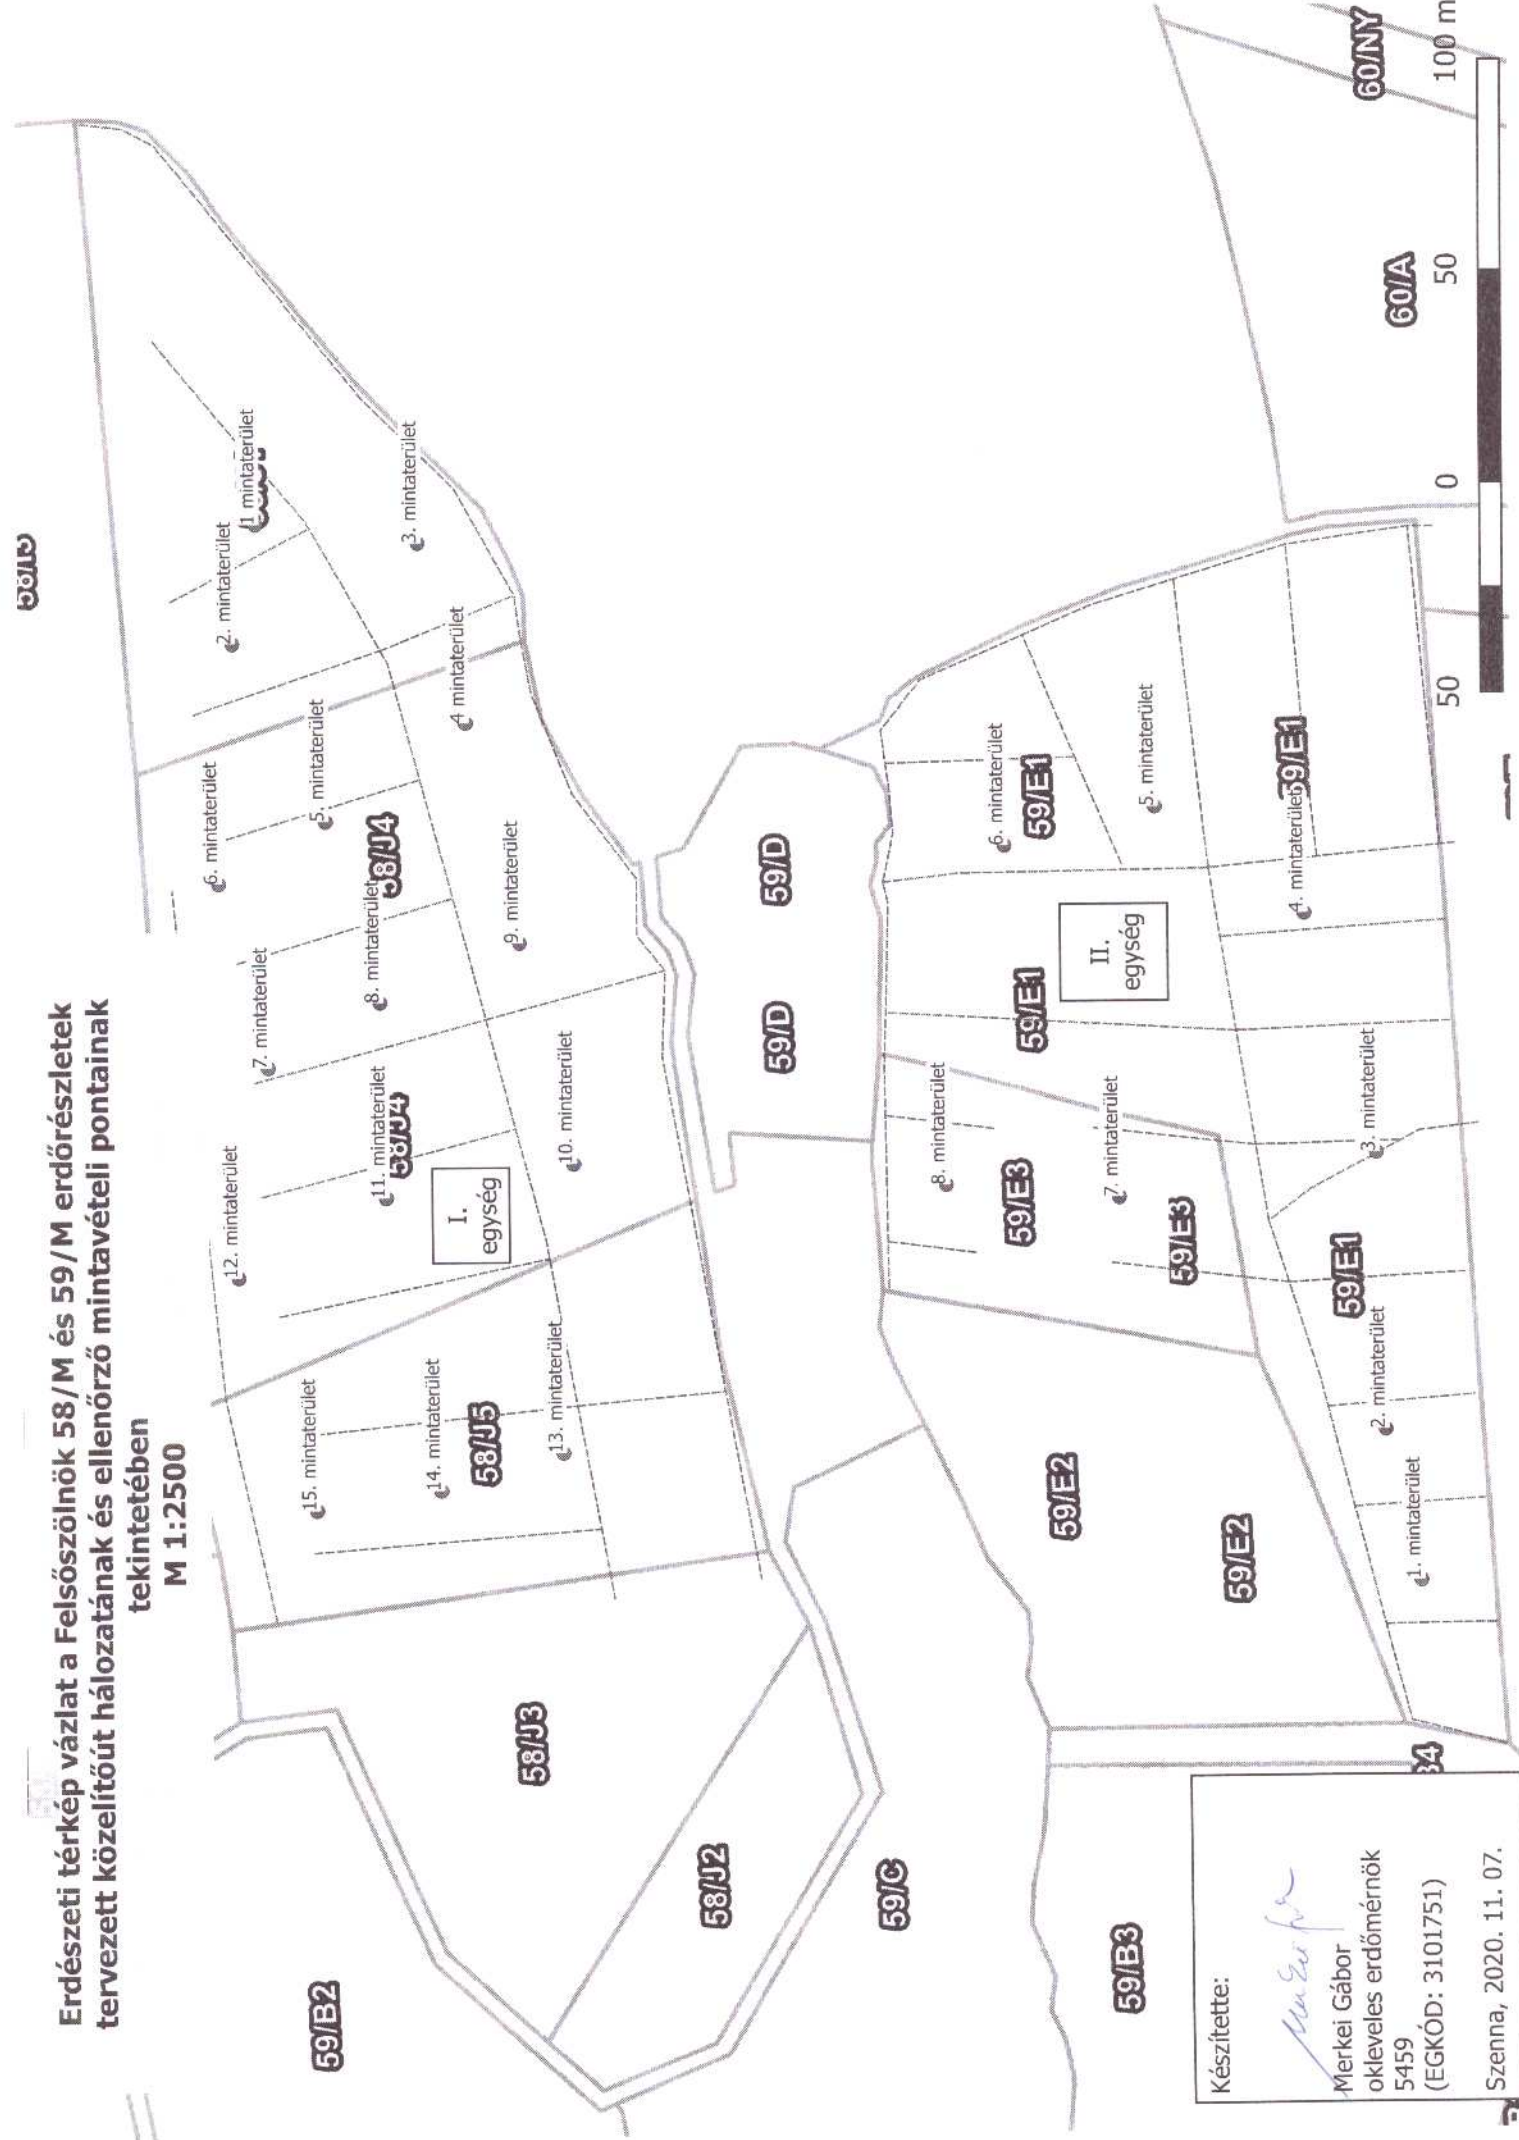 Erdészeti térkép vázlat a Felsőszölnök 58/M és 59/M erdőrészletek
tervezett közelítőút hálozatának és ellenőrző mintavételi pontainak
tekintetében
M 1:2500
59/B2
58/J3
58/J2
59/C
59/B3
15. mintaterület
14. mintaterület
58/J5
13. mintaterület
12. mintaterület
11. mintaterület
58/J4
I.
egység
10. mintaterület
7. mintaterület
8. mintaterület
58/J4
9. mintaterület
6. mintaterület
5. mintaterület
4 mintaterület
2. mintaterület
1 mintaterület
3. mintaterület
59/D
59/D
59/E2
59/E2
8. mintaterület
59/E3
7. mintaterület
59/E3
59/E1
II.
egység
6. mintaterület
59/E1
5. mintaterület
59/E1
4. mintaterület
3. mintaterület
59/E1
2. mintaterület
1. mintaterület
60/A
60/NY
50 0 50 100 m
Készítette:
Merkei Gábor
okleveles erdőmérnök
5459
(EGKÓD: 3101751)
Szenna, 2020. 11. 07.